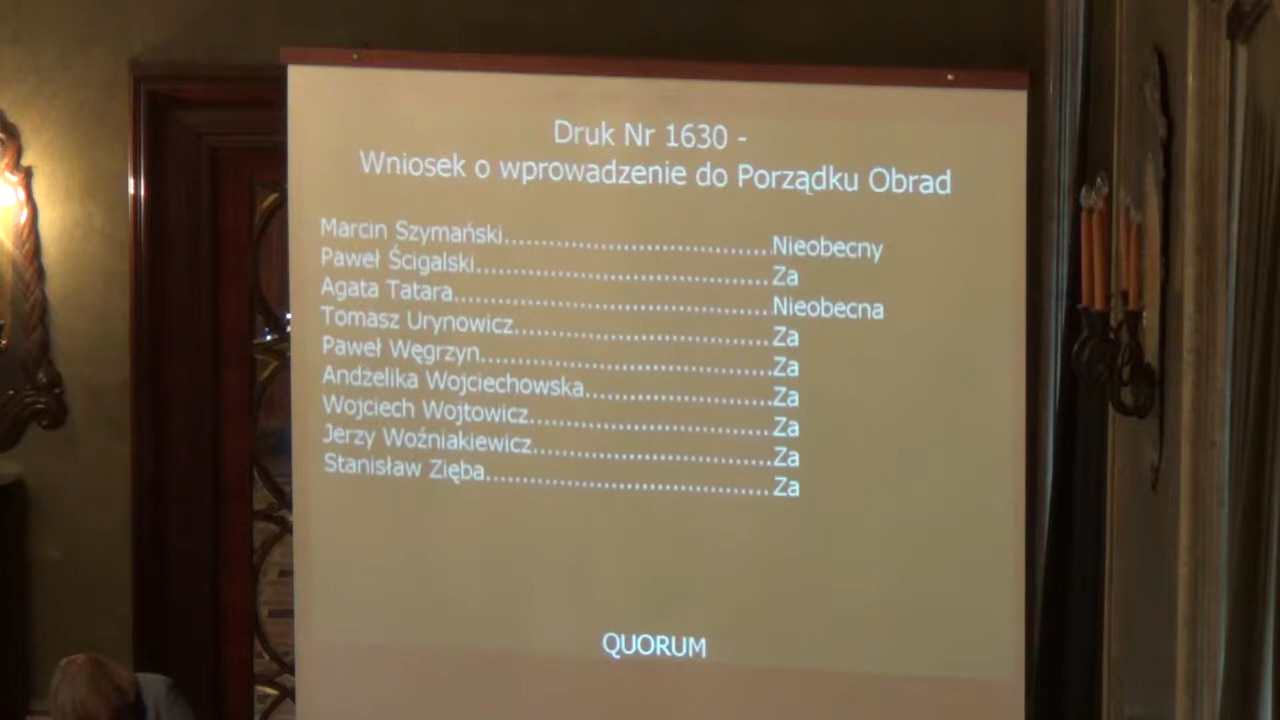 Druk Nr 1630 -
Wniosek o wprowadzenie do Porządku Obrad
Marcin Szymański..................................Nieobecny
Paweł Ścigalski......................................Za
Agata Tatara.........................................Nieobecna
Tomasz Urynowicz.................................Za
Paweł Węgrzyn......................................Za
Andżelika Wojciechowska........................Za
Wojciech Wojtowicz...............................Za
Jerzy Woźniakiewicz...............................Za
Stanisław Zięba.....................................Za
QUORUM